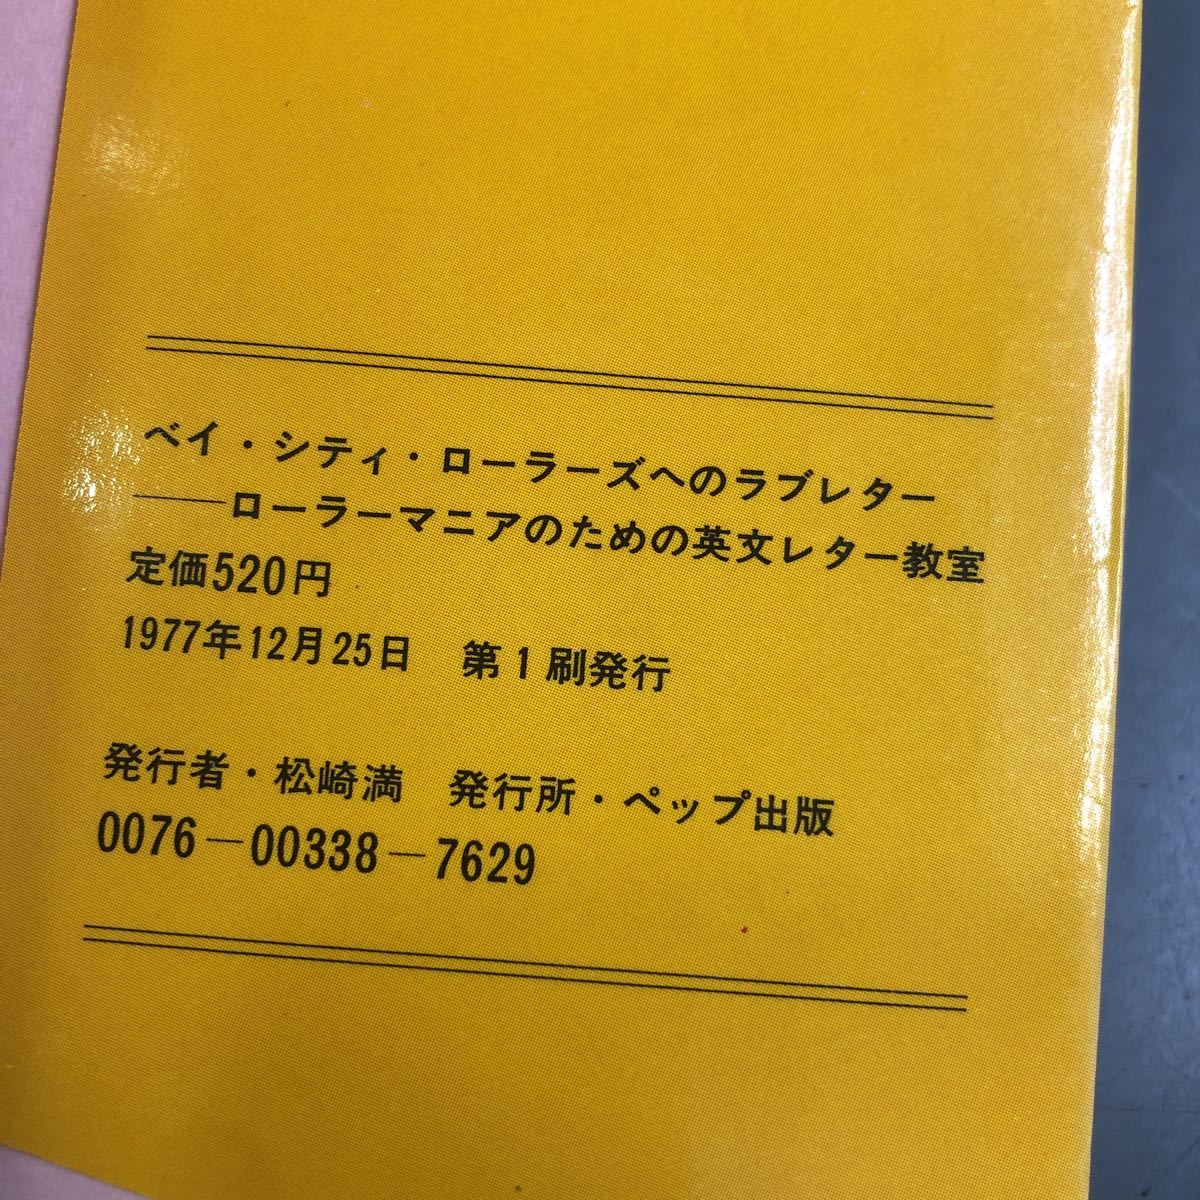 ベイ・シティ・ローラーズへのラブレター
――ローラーマニアのための英文レター教室
定価520円
1977年12月25日　第1刷発行
発行者・松崎満　発行所・ペップ出版
0076―00338―7629